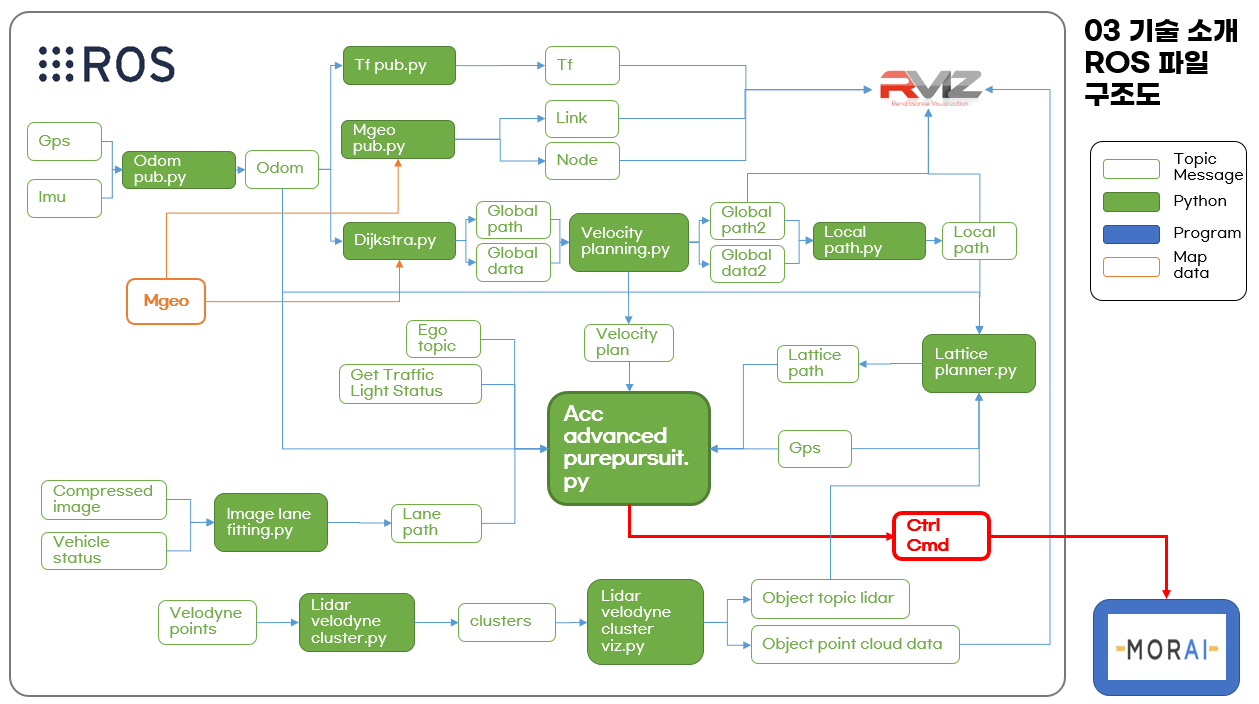 03 기술 소개
ROS 파일
구조도
ROS
Tf pub.py
Tf
RVIZ
Renaissance Visualization
Mgeo
pub.py
Link
Node
Gps
Imu
Odom
pub.py
Odom
Dijkstra.py
Global
path
Global
data
Velocity
planning.py
Global
path2
Global
data2
Local
path.py
Local
path
Mgeo
Ego
topic
Get Traffic
Light Status
Velocity
plan
Lattice
path
Lattice
planner.py
Acc
advanced
purepursuit.
py
Gps
Compressed
image
Vehicle
status
Image lane
fitting.py
Lane
path
Ctrl
Cmd
Velodyne
points
Lidar
velodyne
cluster.py
clusters
Lidar
velodyne
cluster
viz.py
Object topic lidar
Object point cloud data
Topic
Message
Python
Program
Map
data
MORAI